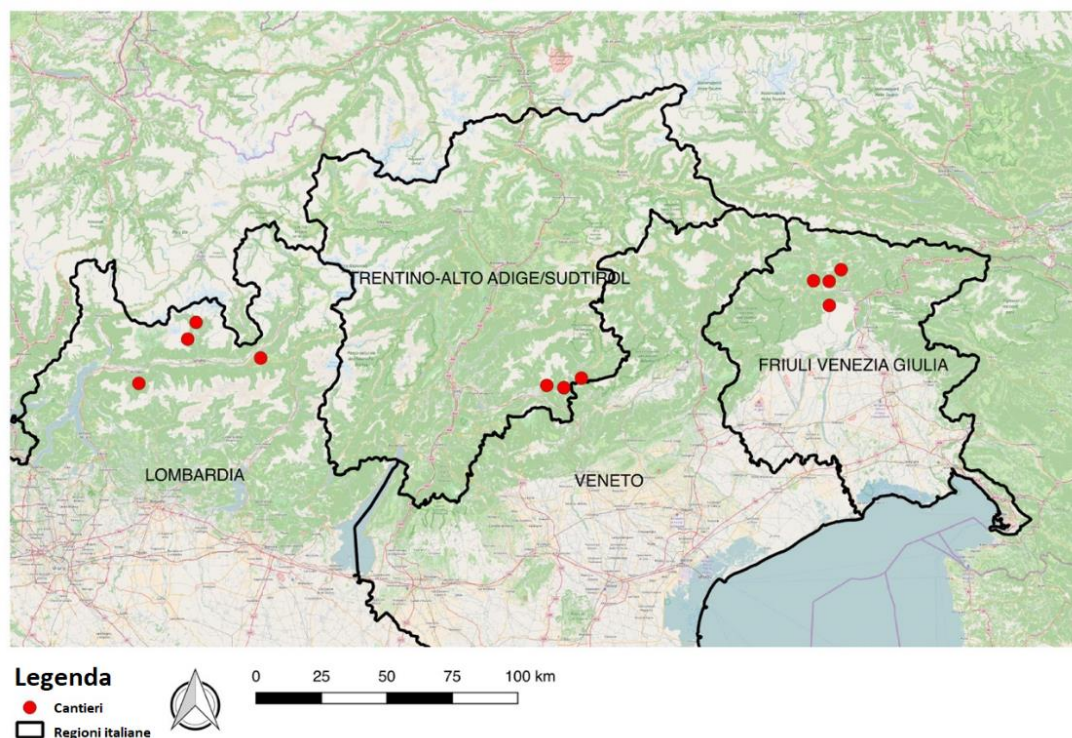 TRENTINO-ALTO ADIGE/SUDTIROL
FRIULI VENEZIA GIULIA
LOMBARDIA
VENETO
Legenda
Cantieri
Regioni italiane
0 25 50 75 100 km